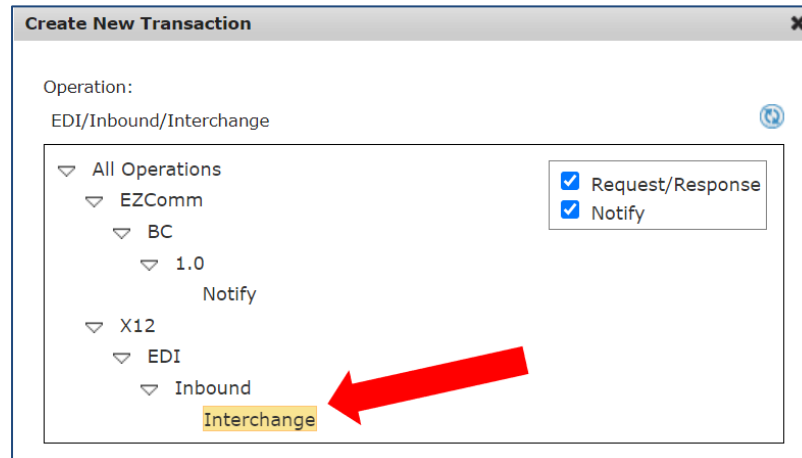 Create New Transaction
Operation:
EDI/Inbound/Interchange
All Operations
Request/Response
EZComm
Notify
BC
1.0
Notify
X12
EDI
Inbound
Interchange